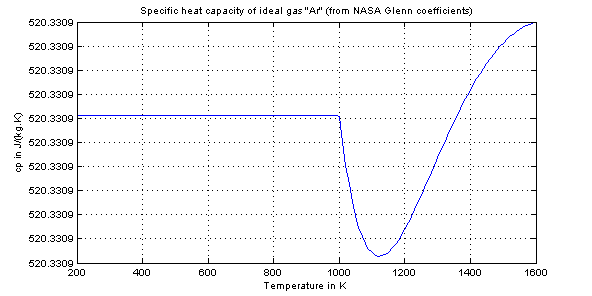 Specific heat capacity of ideal gas "Ar" (from NASA Glenn coefficients)
520.3309
520.3309
520.3309
520.3309
520.3309
520.3309
520.3309
520.3309
520.3309
520.3309
520.3309
cp in J/(kg.K)
200 400 600 800 1000 1200 1400 1600
Temperature in K